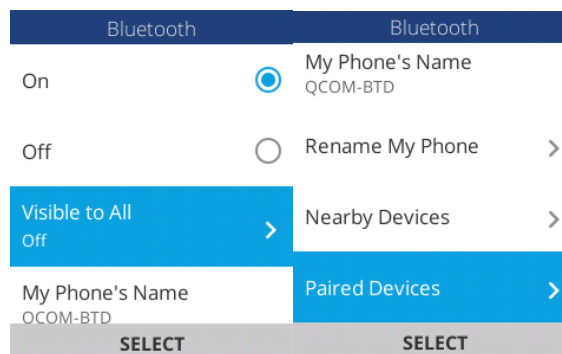 Bluetooth
On
Off
Visible to All
Off
My Phone's Name
QCOM-BTD
SELECT
Bluetooth
My Phone's Name
QCOM-BTD
Rename My Phone
Nearby Devices
Paired Devices
SELECT